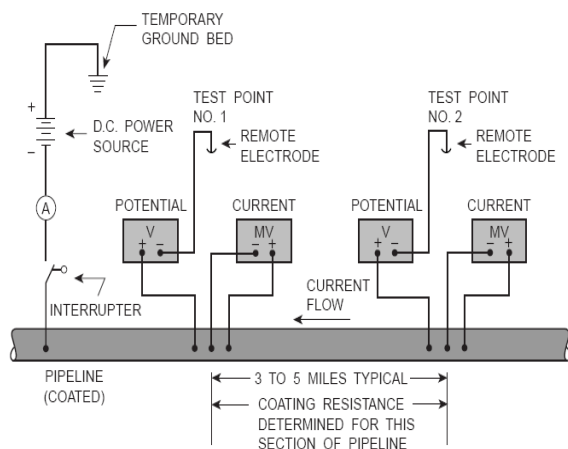 TEMPORARY
GROUND BED
+
D.C. POWER
SOURCE
−
A
INTERRUPTER
TEST POINT
NO. 1
REMOTE
ELECTRODE
POTENTIAL
V
+ −
CURRENT
MV
− +
TEST POINT
NO. 2
REMOTE
ELECTRODE
POTENTIAL
V
+ −
CURRENT
MV
− +
CURRENT
FLOW
PIPELINE
(COATED)
3 TO 5 MILES TYPICAL
COATING RESISTANCE
DETERMINED FOR THIS
SECTION OF PIPELINE